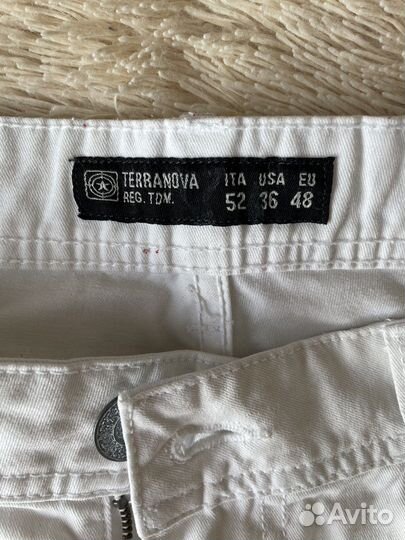 TERRANOVA ITA USA EU
REG. TDM. 52 36 48
Avito